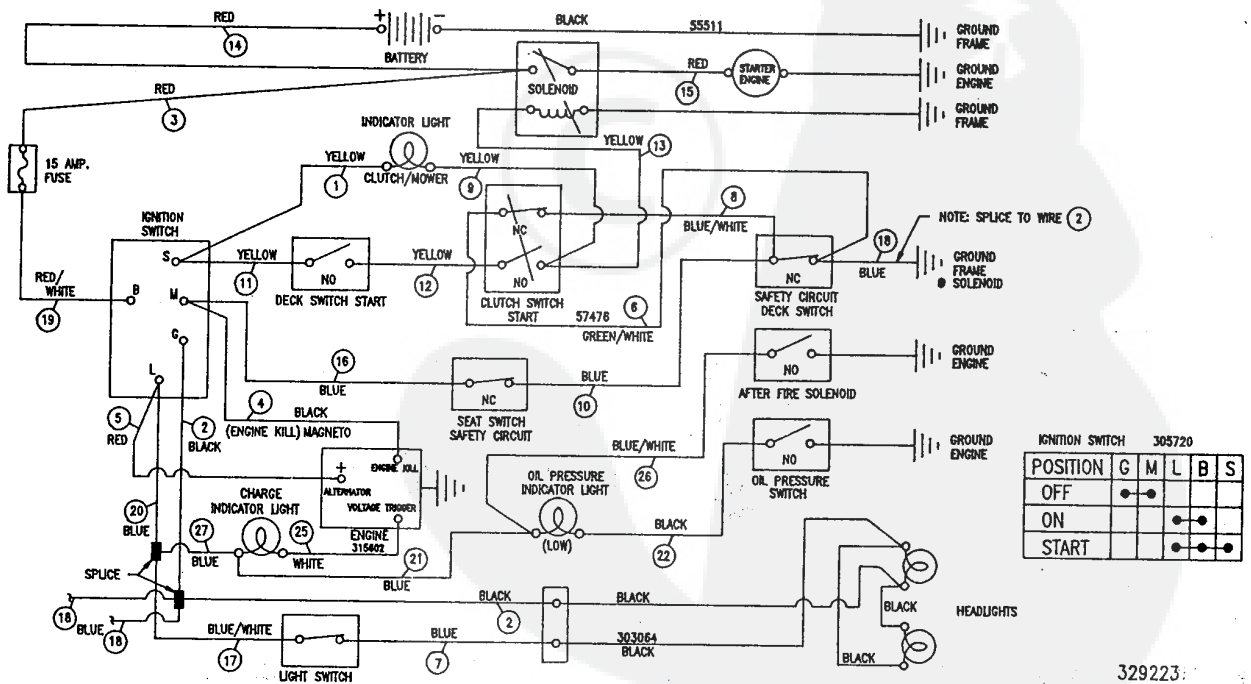 RED
14
+
−
BATTERY
BLACK
55511
GROUND
FRAME
RED
3
SOLENOID
RED
15
STARTER
ENGINE
GROUND
ENGINE
GROUND
FRAME
15 AMP.
FUSE
INDICATOR LIGHT
YELLOW
1
CLUTCH/MOWER
YELLOW
9
YELLOW
13
8
BLUE/WHITE
NOTE: SPLICE TO WIRE 2
IGNITION
SWITCH
S
B
M
G
L
YELLOW
11
NO
DECK SWITCH START
YELLOW
12
NC
NO
CLUTCH SWITCH
START
57476
6
GREEN/WHITE
NC
SAFETY CIRCUIT
DECK SWITCH
18
BLUE
GROUND
FRAME
SOLENOID
RED/
WHITE
19
16
BLUE
NC
SEAT SWITCH
SAFETY CIRCUIT
BLUE
10
NO
AFTER FIRE SOLENOID
GROUND
ENGINE
5
RED
2
BLACK
4
BLACK
(ENGINE KILL) MAGNETO
ENGINE KILL
+
ALTERNATOR
VOLTAGE TRIGGER
ENGINE
315402
BLUE/WHITE
26
NO
OIL PRESSURE
SWITCH
GROUND
ENGINE
20
BLUE
CHARGE
INDICATOR LIGHT
27
BLUE
25
WHITE
21
BLUE
OIL PRESSURE
INDICATOR LIGHT
(LOW)
BLACK
22
SPLICE
18
BLUE
18
BLACK
2
BLACK
BLUE/WHITE
17
LIGHT SWITCH
BLUE
7
303064
BLACK
BLACK
BLACK
HEADLIGHTS
IGNITION SWITCH 305720
POSITION G M L B S
OFF
ON
START
329223